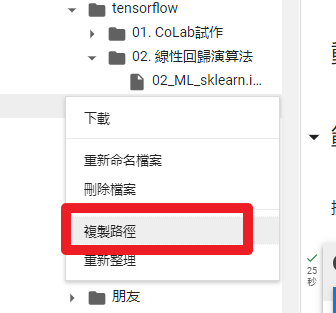 tensorflow
01. CoLab試作
02. 線性回歸演算法
02_ML_sklearn.i...
下載
重新命名檔案
刪除檔案
複製路徑
重新整理
朋友
25
秒